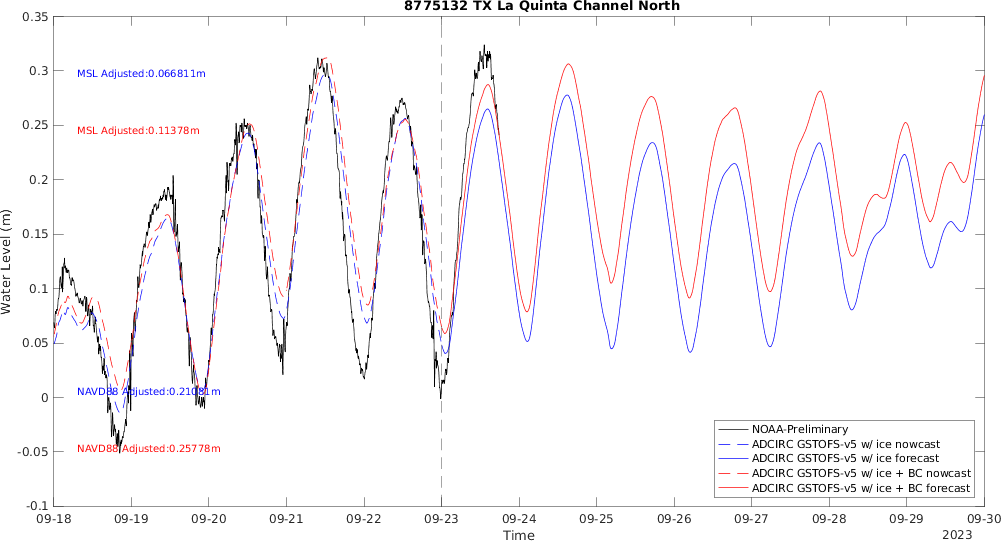 8775132 TX La Quinta Channel North
0.35
0.3
0.25
0.2
0.15
0.1
0.05
0
-0.05
-0.1
Water Level (m)
MSL Adjusted:0.066811m
MSL Adjusted:0.11378m
NAVD88 Adjusted:0.21081m
NAVD88 Adjusted:0.25778m
NOAA-Preliminary
ADCIRC GSTOFS-v5 w/ ice nowcast
ADCIRC GSTOFS-v5 w/ ice forecast
ADCIRC GSTOFS-v5 w/ ice + BC nowcast
ADCIRC GSTOFS-v5 w/ ice + BC forecast
09-18 09-19 09-20 09-21 09-22 09-23 09-24 09-25 09-26 09-27 09-28 09-29 09-30
2023
Time